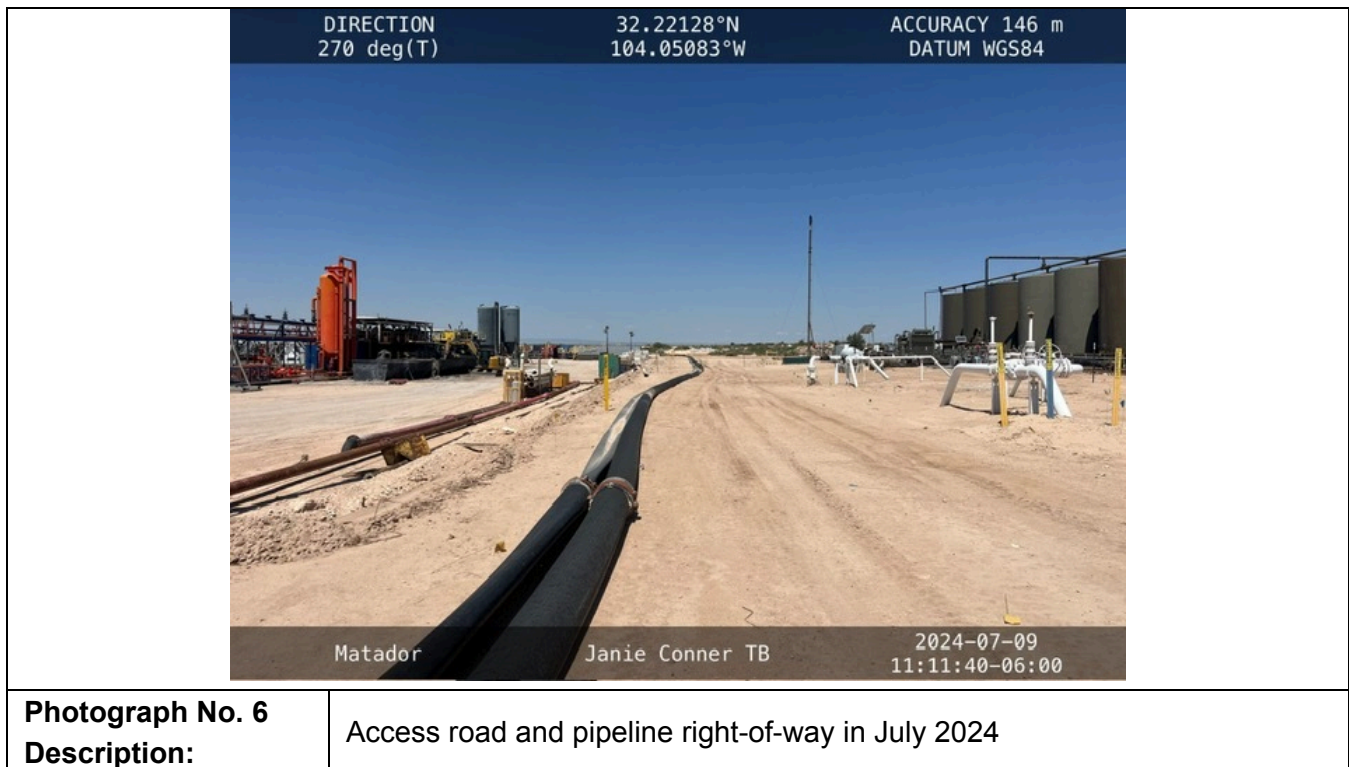 DIRECTION
270 deg(T)
32.22128°N
104.05083°W
ACCURACY 146 m
DATUM WGS84
Matador
Janie Conner TB
2024-07-09
11:11:40-06:00
Photograph No. 6
Description:
Access road and pipeline right-of-way in July 2024